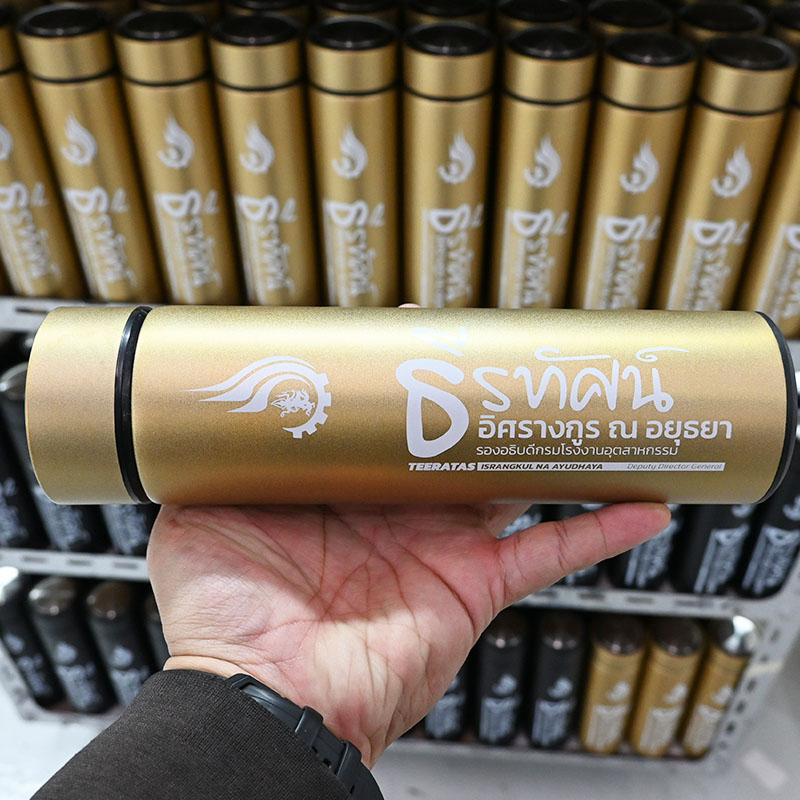 ธีรทัศน์
อิศรางกูร ณ อยุธยา
รองอธิบดีกรมโรงงานอุตสาหกรรม
TEERATAS ISRANGKUL NA AYUDHAYA Deputy Director General